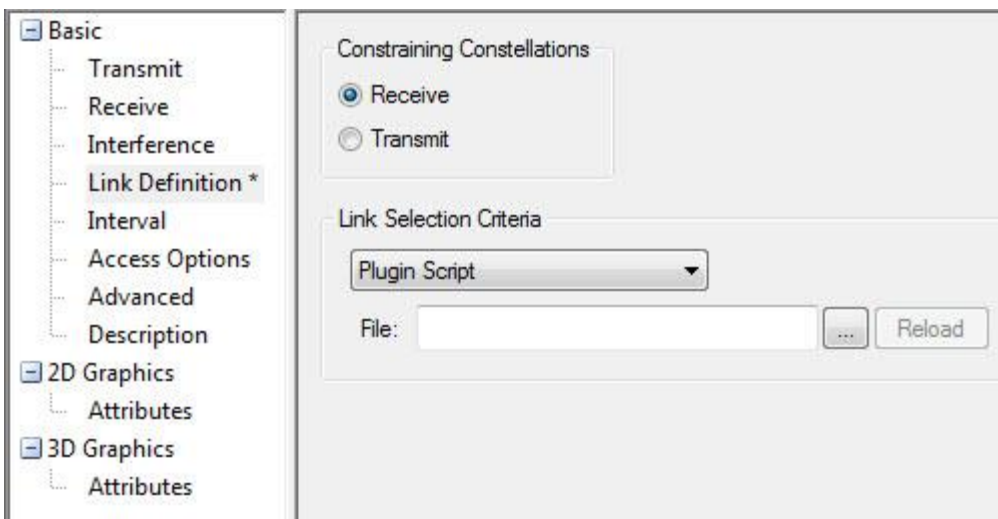 Basic
Transmit
Receive
Interference
Link Definition *
Interval
Access Options
Advanced
Description
2D Graphics
Attributes
3D Graphics
Attributes
Constraining Constellations
Receive
Transmit
Link Selection Criteria
Plugin Script
File: ... Reload